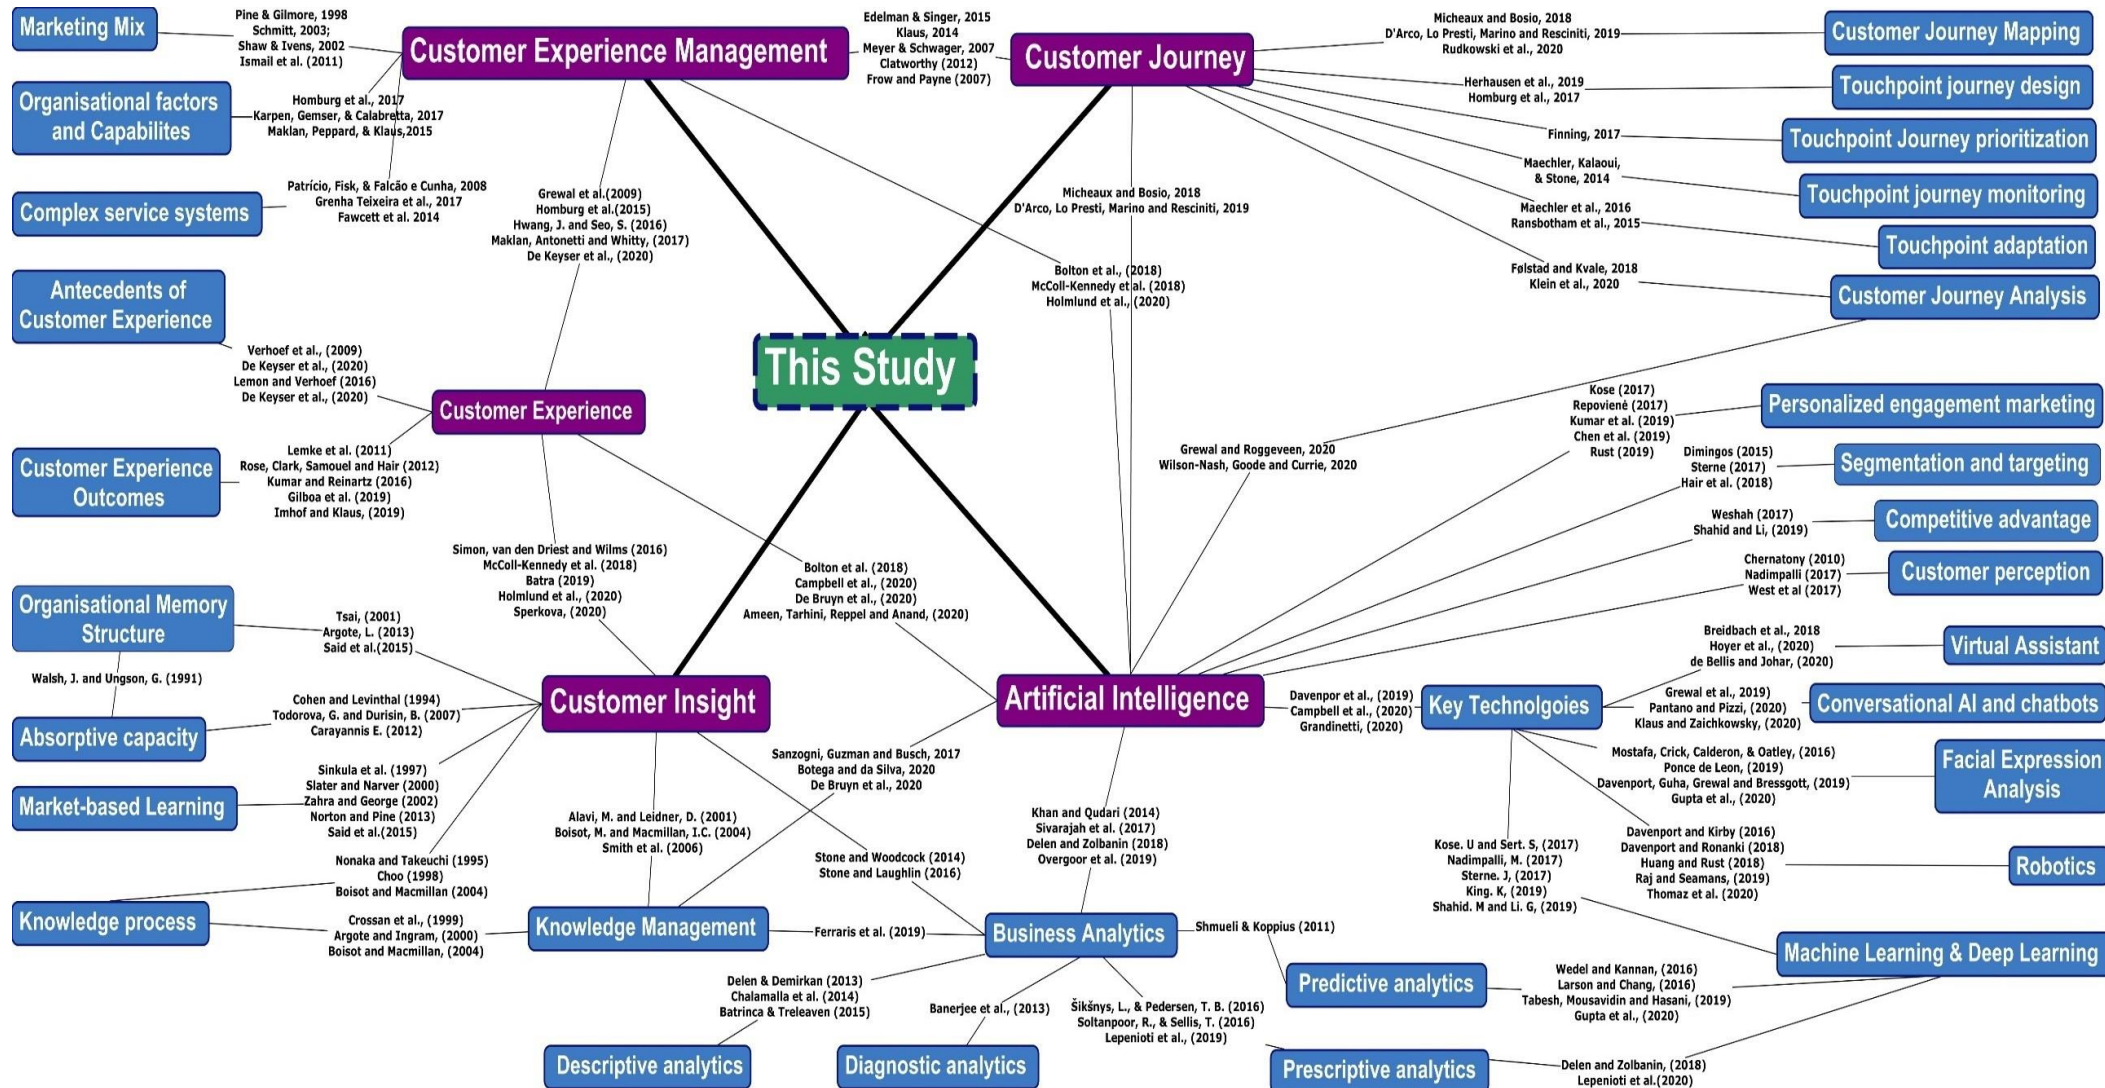 Marketing Mix
Pine & Gilmore, 1998
Schmitt, 2003;
Shaw & Ivens, 2002
Ismail et al. (2011)
Customer Experience Management
Edelman & Singer, 2015
Klaus, 2014
Meyer & Schwager, 2007
Clatworthy (2012)
Frow and Payne (2007)
Customer Journey
Micheaux and Bosio, 2018
D'Arco, Lo Presti, Marino and Resciniti, 2019
Rudkowski et al., 2020
Customer Journey Mapping
Organisational factors
and Capabilites
Homburg et al., 2017
Karpen, Gemser, & Calabretta, 2017
Maklan, Peppard, & Klaus,2015
Herhausen et al., 2019
Homburg et al., 2017
Touchpoint journey design
Finning, 2017
Touchpoint Journey prioritization
Maechler, Kalaoui,
& Stone, 2014
Touchpoint journey monitoring
Complex service systems
Patrício, Fisk, & Falcão e Cunha, 2008
Grenha Teixeira et al., 2017
Fawcett et al. 2014
Grewal et al.(2009)
Homburg et al.(2015)
Hwang, J. and Seo, S. (2016)
Maklan, Antonetti and Whitty, (2017)
De Keyser et al., (2020)
Micheaux and Bosio, 2018
D'Arco, Lo Presti, Marino and Resciniti, 2019
Maechler et al., 2016
Ransbotham et al., 2015
Touchpoint adaptation
Bolton et al., (2018)
McColl-Kennedy et al. (2018)
Holmlund et al., (2020)
Følstad and Kvale, 2018
Klein et al., 2020
Customer Journey Analysis
Antecedents of
Customer Experience
Verhoef et al., (2009)
De Keyser et al., (2020)
Lemon and Verhoef (2016)
De Keyser et al., (2020)
This Study
Customer Experience
Kose (2017)
Repovienė (2017)
Kumar et al. (2019)
Chen et al. (2019)
Rust (2019)
Personalized engagement marketing
Customer Experience
Outcomes
Lemke et al. (2011)
Rose, Clark, Samouel and Hair (2012)
Kumar and Reinartz (2016)
Gilboa et al. (2019)
Imhof and Klaus, (2019)
Grewal and Roggeveen, 2020
Wilson-Nash, Goode and Currie, 2020
Dimingos (2015)
Sterne (2017)
Hair et al. (2018)
Segmentation and targeting
Weshah (2017)
Shahid and Li, (2019)
Competitive advantage
Simon, van den Driest and Wilms (2016)
McColl-Kennedy et al. (2018)
Batra (2019)
Holmlund et al., (2020)
Sperkova, (2020)
Bolton et al. (2018)
Campbell et al., (2020)
De Bruyn et al., (2020)
Ameen, Tarhini, Reppel and Anand, (2020)
Chernatony (2010)
Nadimpalli (2017)
West et al (2017)
Customer perception
Organisational Memory
Structure
Tsai, (2001)
Argote, L. (2013)
Said et al.(2015)
Breidbach et al., 2018
Hoyer et al., (2020)
de Bellis and Johar, (2020)
Virtual Assistant
Walsh, J. and Ungson, G. (1991)
Customer Insight
Artificial Intelligence
Davenpor et al., (2019)
Campbell et al., (2020)
Grandinetti, (2020)
Key Technolgoies
Grewal et al., 2019
Pantano and Pizzi, (2020)
Klaus and Zaichkowsky, (2020)
Conversational AI and chatbots
Absorptive capacity
Cohen and Levinthal (1994)
Todorova, G. and Durisin, B. (2007)
Carayannis E. (2012)
Sanzogni, Guzman and Busch, 2017
Botega and da Silva, 2020
De Bruyn et al., 2020
Mostafa, Crick, Calderon, & Oatley, (2016)
Ponce de Leon, (2019)
Davenport, Guha, Grewal and Bressgott, (2019)
Gupta et al., (2020)
Facial Expression
Analysis
Market-based Learning
Sinkula et al. (1997)
Slater and Narver (2000)
Zahra and George (2002)
Norton and Pine (2013)
Said et al.(2015)
Alavi, M. and Leidner, D. (2001)
Boisot, M. and Macmillan, I.C. (2004)
Smith et al. (2006)
Khan and Qudari (2014)
Sivarajah et al. (2017)
Delen and Zolbanin (2018)
Overgoor et al. (2019)
Davenport and Kirby (2016)
Davenport and Ronanki (2018)
Huang and Rust (2018)
Raj and Seamans, (2019)
Thomaz et al. (2020)
Robotics
Kose. U and Sert. S, (2017)
Nadimpalli, M. (2017)
Sterne. J, (2017)
King. K, (2019)
Shahid. M and Li. G, (2019)
Nonaka and Takeuchi (1995)
Choo (1998)
Boisot and Macmillan (2004)
Stone and Woodcock (2014)
Stone and Laughlin (2016)
Knowledge process
Crossan et al., (1999)
Argote and Ingram, (2000)
Boisot and Macmillan, (2004)
Knowledge Management
Ferraris et al. (2019)
Business Analytics
Shmueli & Koppius (2011)
Machine Learning & Deep Learning
Delen & Demirkan (2013)
Chalamalla et al. (2014)
Batrinca & Treleaven (2015)
Banerjee et al., (2013)
Šikšnys, L., & Pedersen, T. B. (2016)
Soltanpoor, R., & Sellis, T. (2016)
Lepenioti et al., (2019)
Predictive analytics
Wedel and Kannan, (2016)
Larson and Chang, (2016)
Tabesh, Mousavidin and Hasani, (2019)
Gupta et al., (2020)
Descriptive analytics
Diagnostic analytics
Prescriptive analytics
Delen and Zolbanin, (2018)
Lepenioti et al.(2020)